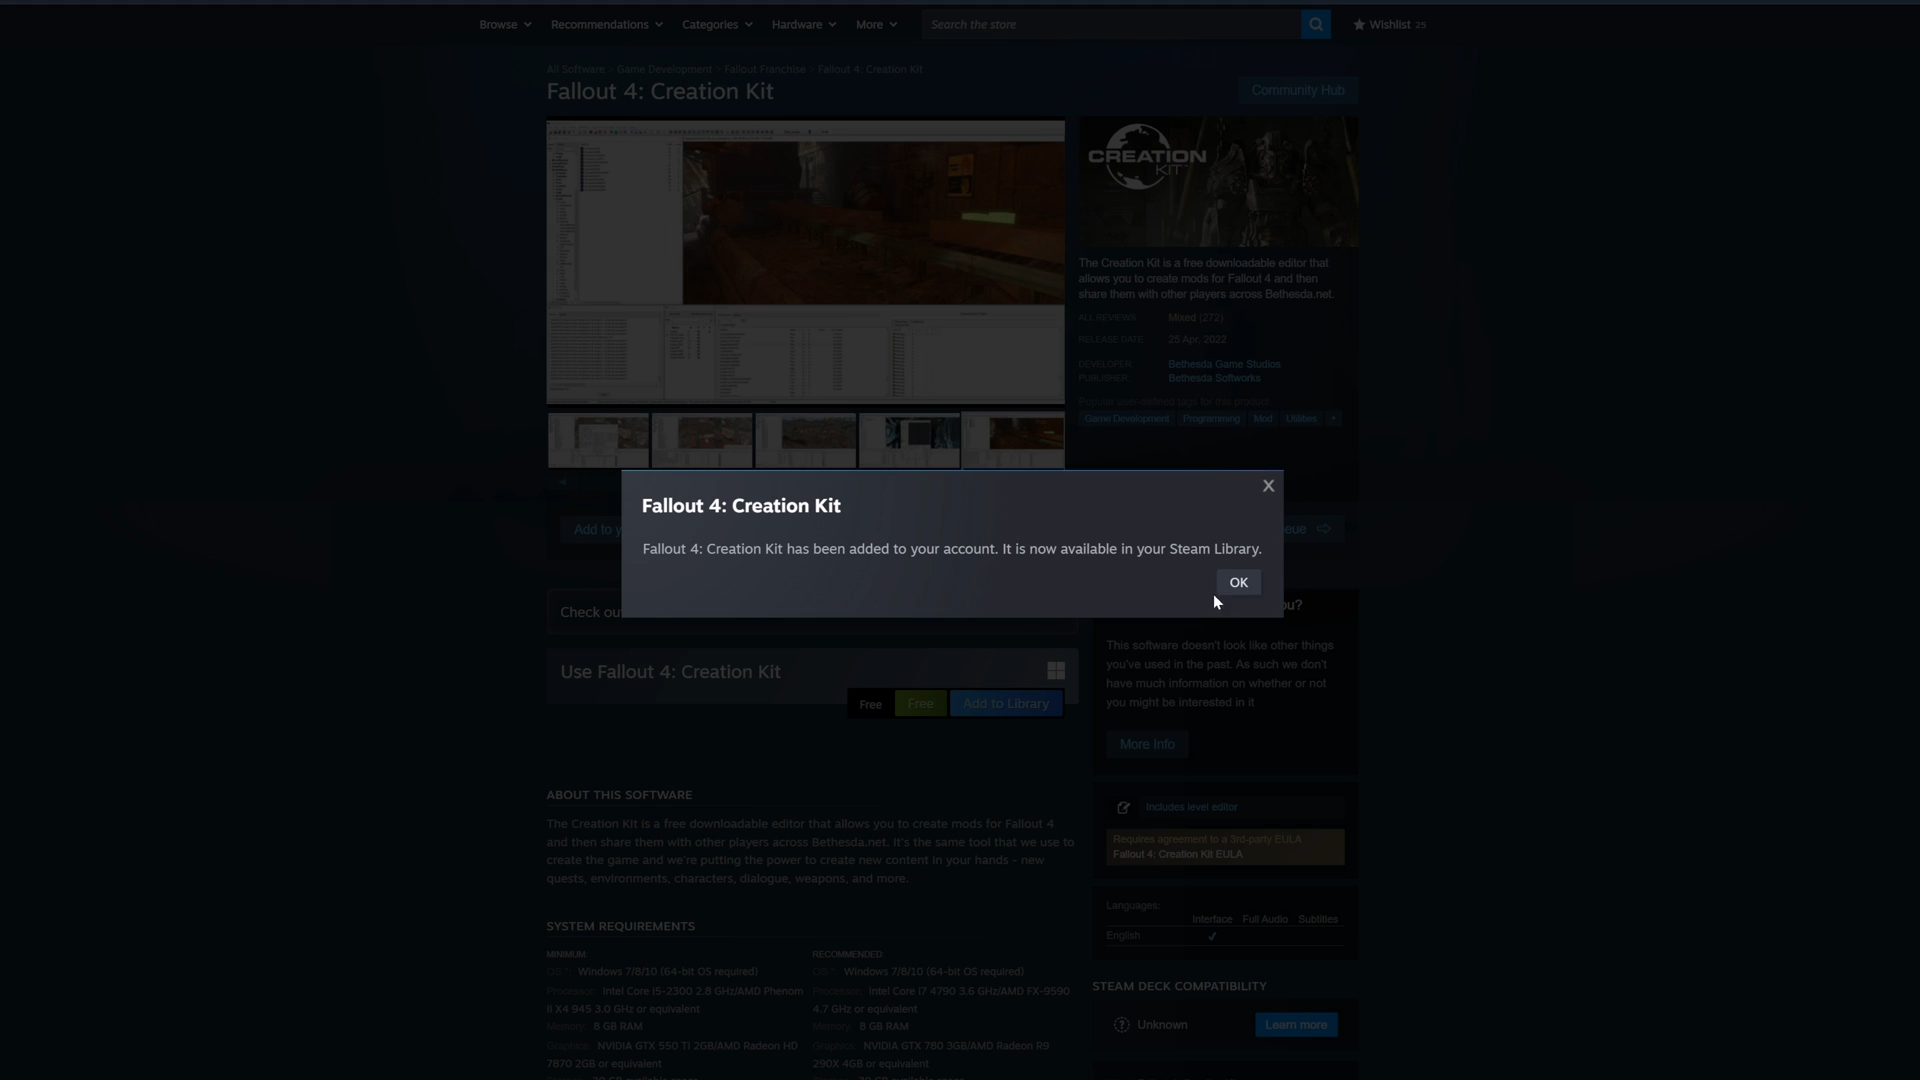 Browse Recommendations Categories Hardware More Search the store Wishlist 25
All Software Game Development Fallout Franchise Fallout 4: Creation Kit
Fallout 4: Creation Kit
Community Hub
CREATION
KIT
The Creation Kit is a free downloadable editor that
allows you to create mods for Fallout 4 and then
share them with other players across Bethesda.net.
ALL REVIEWS: Mixed (272)
RELEASE DATE: 25 Apr, 2022
DEVELOPER: Bethesda Game Studios
PUBLISHER: Bethesda Softworks
Popular user-defined tags for this product:
Game Development Programming Mod Utilities +
Fallout 4: Creation Kit
X
Fallout 4: Creation Kit has been added to your account. It is now available in your Steam Library.
OK
Add to y
eue
Check ou
ou?
This software doesn't look like other things
you've used in the past. As such we don't
have much information on whether or not
you might be interested in it
More Info
Use Fallout 4: Creation Kit
Free Free Add to Library
ABOUT THIS SOFTWARE
The Creation Kit is a free downloadable editor that allows you to create mods for Fallout 4
and then share them with other players across Bethesda.net. It's the same tool that we use to
create the game and we're putting the power to create new content in your hands - new
quests, environments, characters, dialogue, weapons, and more.
Includes level editor
Requires agreement to a 3rd-party EULA
Fallout 4: Creation Kit EULA
Languages:
Interface Full Audio Subtitles
English ✓
SYSTEM REQUIREMENTS
MINIMUM:
OS *: Windows 7/8/10 (64-bit OS required)
Processor: Intel Core i5-2300 2.8 GHz/AMD Phenom
II X4 945 3.0 GHz or equivalent
Memory: 8 GB RAM
Graphics: NVIDIA GTX 550 TI 2GB/AMD Radeon HD
7870 2GB or equivalent
RECOMMENDED:
OS *: Windows 7/8/10 (64-bit OS required)
Processor: Intel Core i7 4790 3.6 GHz/AMD FX-9590
4.7 GHz or equivalent
Memory: 8 GB RAM
Graphics: NVIDIA GTX 780 3GB/AMD Radeon R9
290X 4GB or equivalent
STEAM DECK COMPATIBILITY
Unknown
Learn more